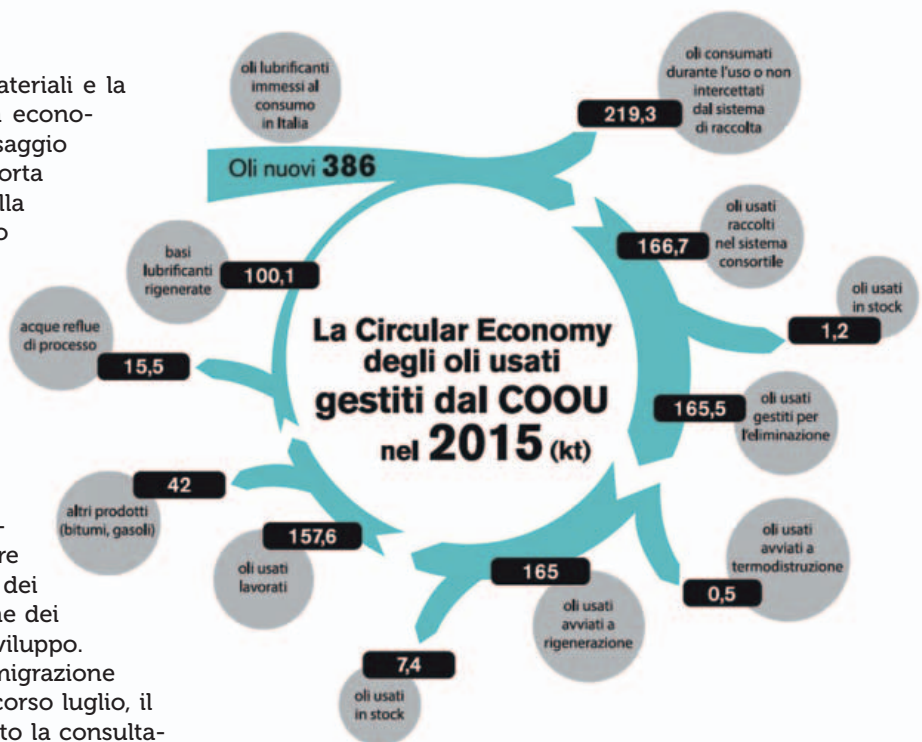 ateriali e la
econo-
saggio
orta
lla
o
-
re
dei
e dei
viluppo.
migrazione
corso luglio, il
to la consulta-
oli lubrificanti
immessi al
consumo
in Italia
Oli nuovi 386
oli consumati
durante l'uso o non
intercettati
dal sistema
di raccolta
219,3
oli usati
raccolti
nel sistema
consortile
166,7
oli usati
in stock
1,2
165,5
oli usati
gestiti per
l'eliminazione
oli usati
avviati a
termodistruzione
0,5
165
oli usati
avviati a
rigenerazione
7,4
oli usati
in stock
157,6
oli usati
lavorati
42
altri prodotti
(bitumi, gasoli)
acque reflue
di processo
15,5
basi
lubrificanti
rigenerate
100,1
La Circular Economy
degli oli usati
gestiti dal COOU
nel 2015 (kt)